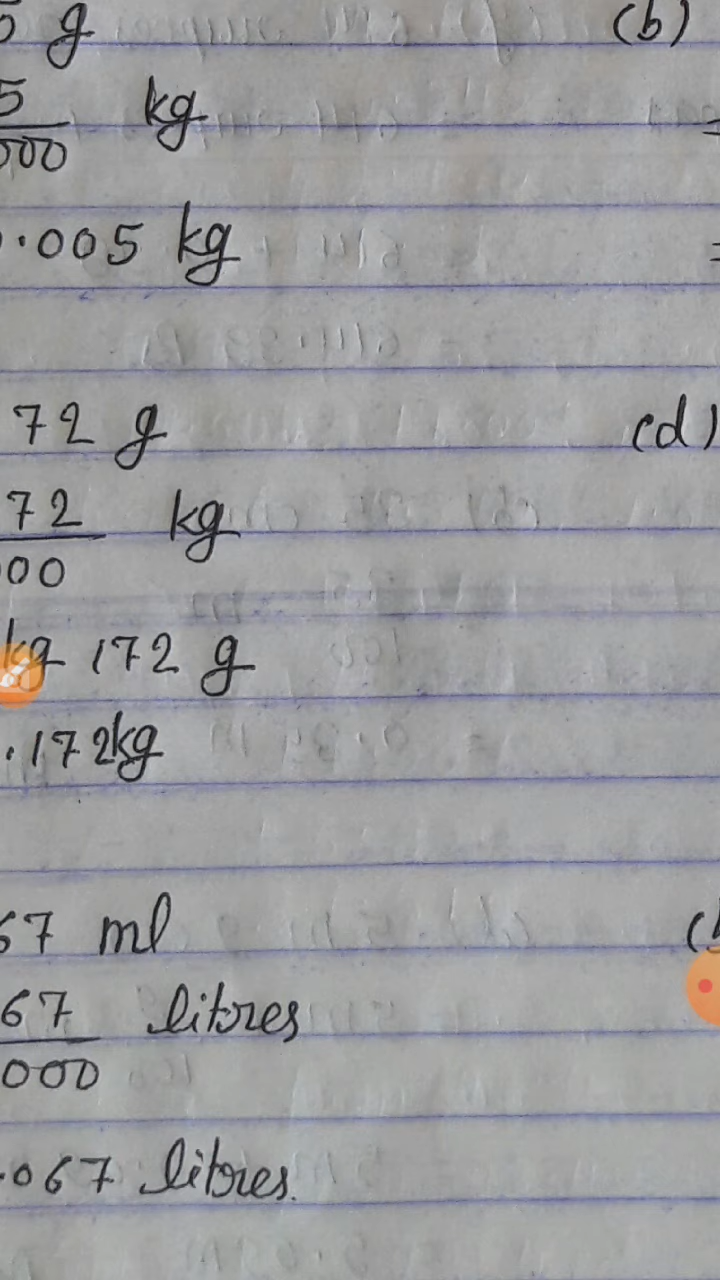 5 g (b)
5 kg =
000
.005 kg =
72 g (d)
72 kg
00
kg 172 g
.172kg
67 ml
67 litres
000
.067 litres.